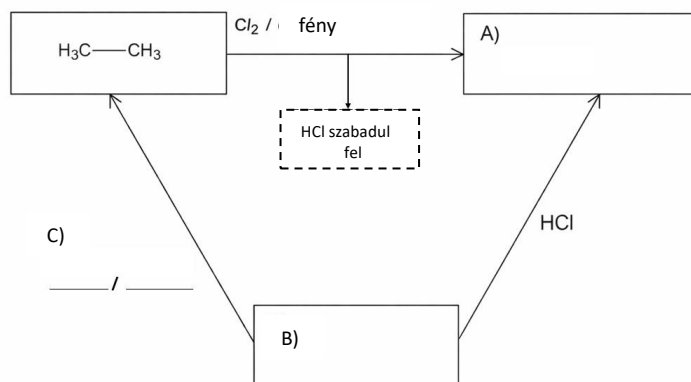 Cl₂ / fény
H₃C—CH₃
A)
HCl szabadul
fel
C)
HCl
/
B)